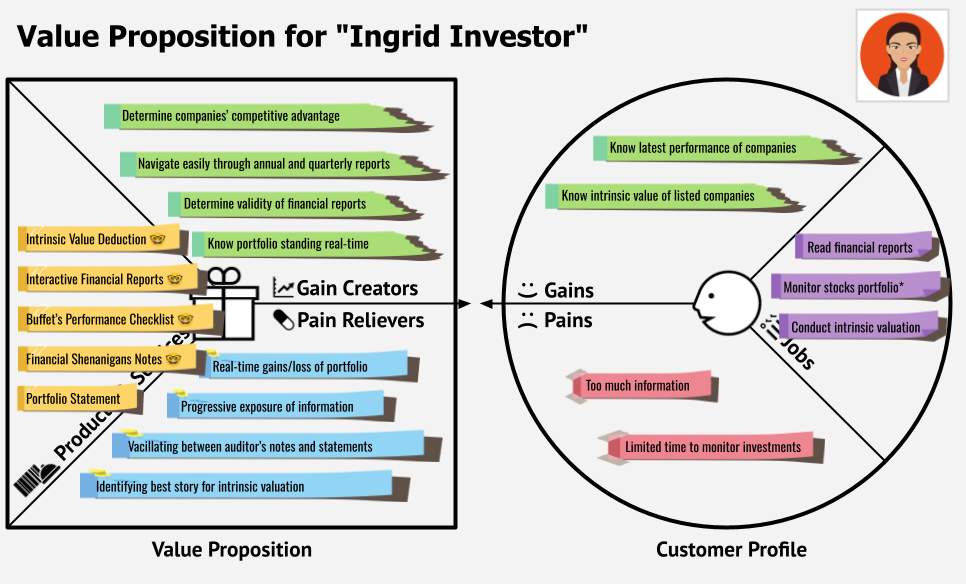 Value Proposition for "Ingrid Investor"
Determine companies' competitive advantage
Navigate easily through annual and quarterly reports
Determine validity of financial reports
Know portfolio standing real-time
Intrinsic Value Deduction 🤓
Interactive Financial Reports 🤓
Buffet's Performance Checklist 🤓
Financial Shenanigans Notes 🤓
Portfolio Statement
Gain Creators
Pain Relievers
Real-time gains/loss of portfolio
Progressive exposure of information
Vacillating between auditor's notes and statements
Identifying best story for intrinsic valuation
Value Proposition
Know latest performance of companies
Know intrinsic value of listed companies
Gains
Pains
Read financial reports
Monitor stocks portfolio*
Conduct intrinsic valuation
Jobs
Too much information
Limited time to monitor investments
Customer Profile